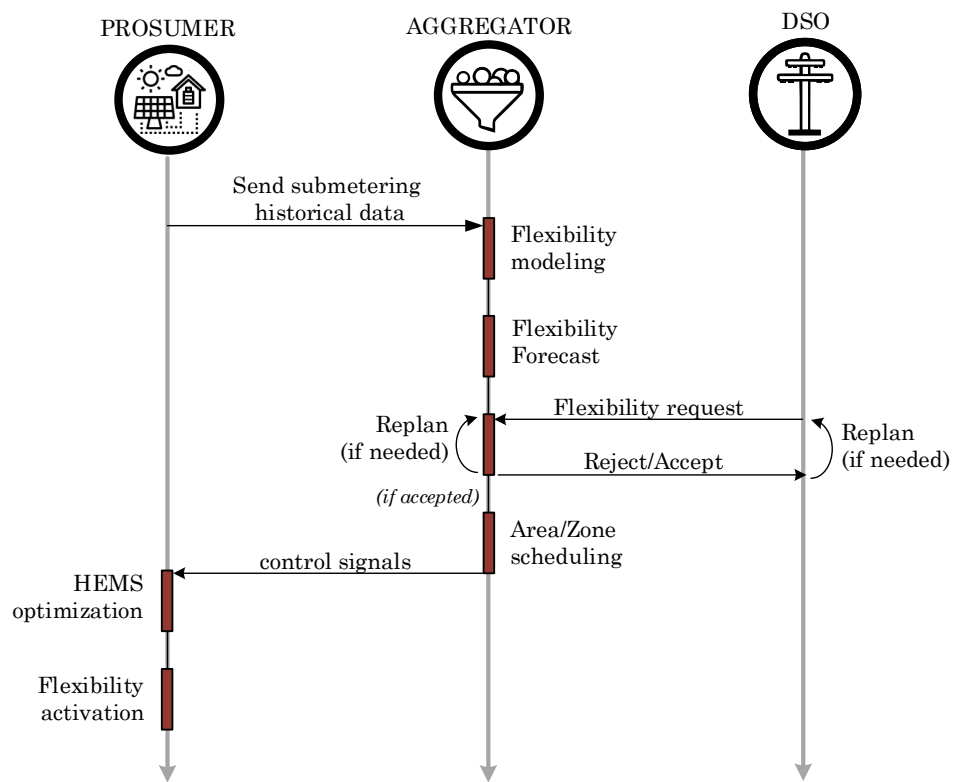 PROSUMER
AGGREGATOR
DSO
Send submetering
historical data
Flexibility
modeling
Flexibility
Forecast
Flexibility request
Replan
(if needed)
Replan
(if needed)
Reject/Accept
(if accepted)
Area/Zone
scheduling
control signals
HEMS
optimization
Flexibility
activation